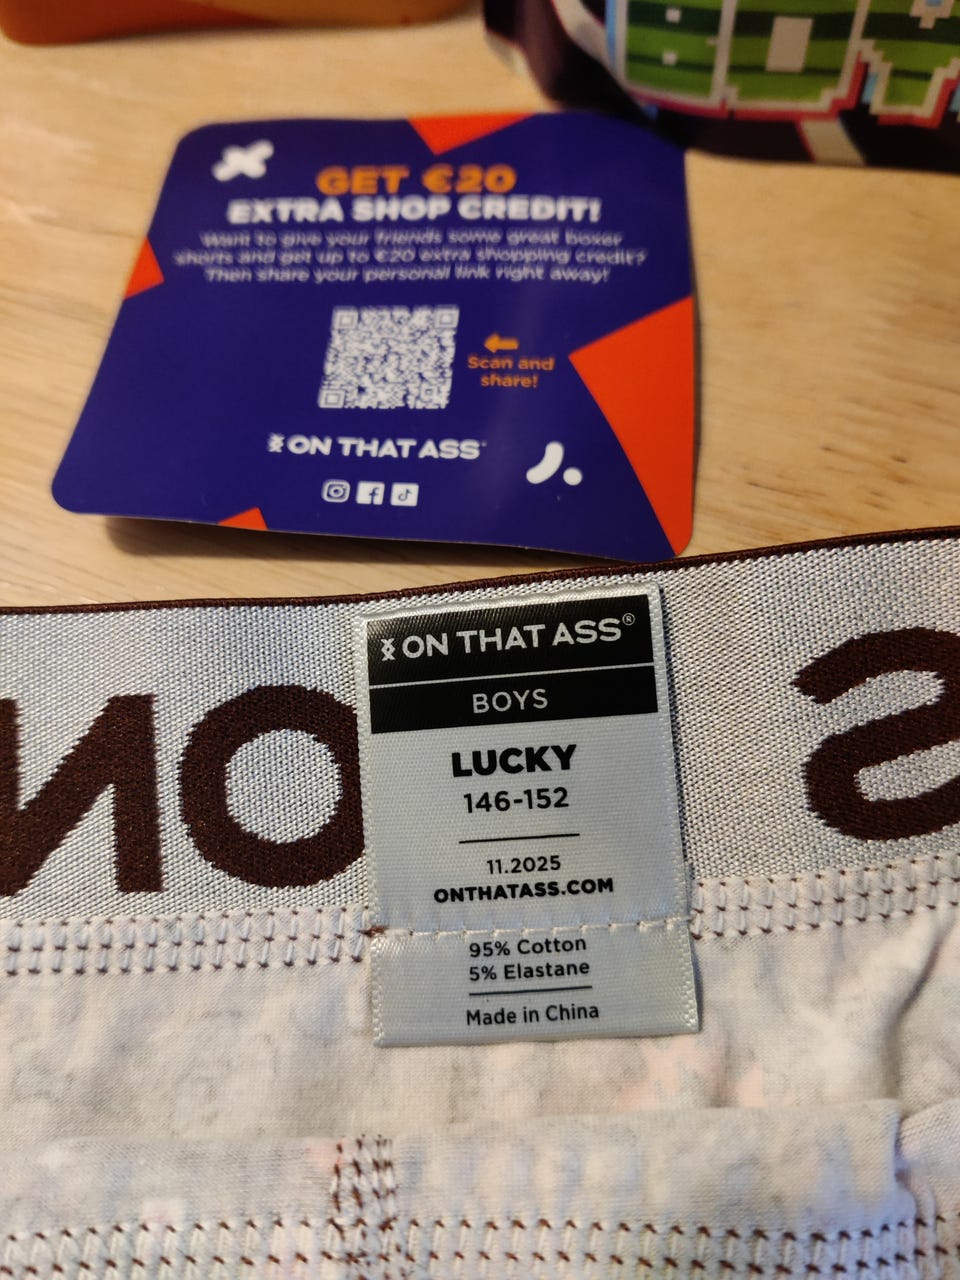 GET €20
EXTRA SHOP CREDIT!
Want to give your friends some great boxer
shorts and get up to €20 extra shopping credit?
Then share your personal link right away!
Scan and
share!
ON THAT ASS
ON THAT ASS®
BOYS
LUCKY
146-152
11.2025
ONTHATASS.COM
95% Cotton
5% Elastane
Made in China